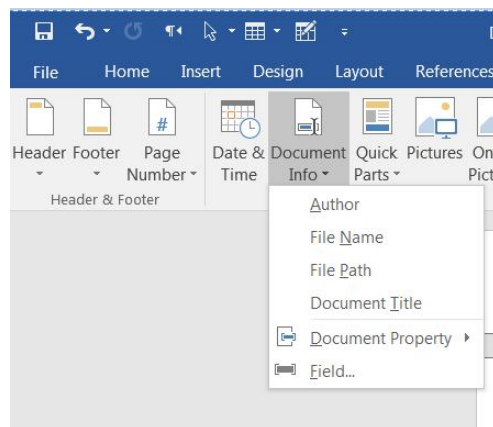 File Home Insert Design Layout References
#
Header Footer Page Number Date & Time Document Info Quick Parts Pictures
Header & Footer
Author
File Name
File Path
Document Title
Document Property
Field...